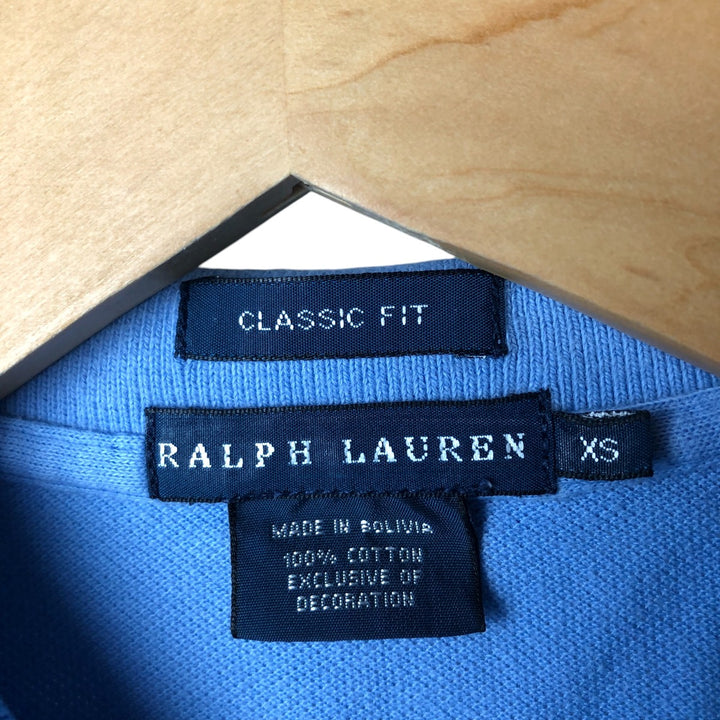 CLASSIC FIT
RALPH LAUREN
XS
MADE IN BOLIVIA
100% COTTON
EXCLUSIVE OF
DECORATION